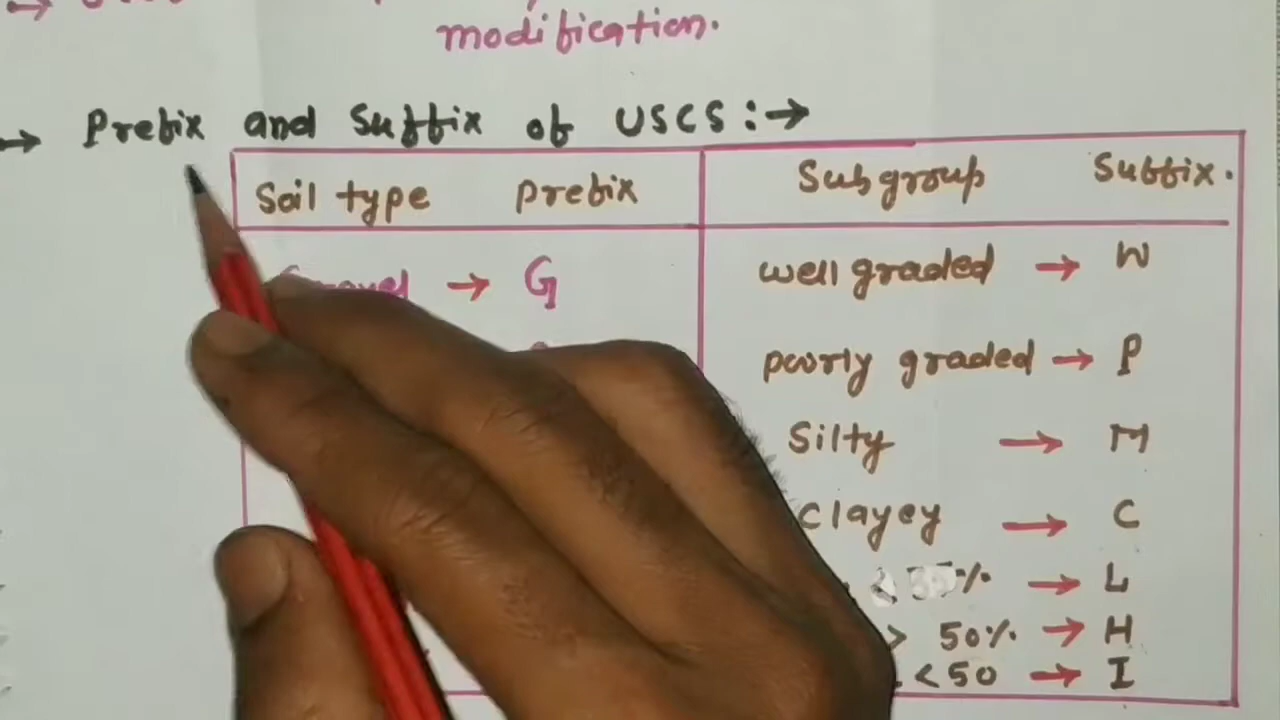 modification.
→ Prefix and Suffix of USCS:→
Soil type Prefix Subgroup Suffix.
Gravel → G well graded → W
poorly graded → P
Silty → M
Clayey → C
< % → L
> 50% → H
<50 → I